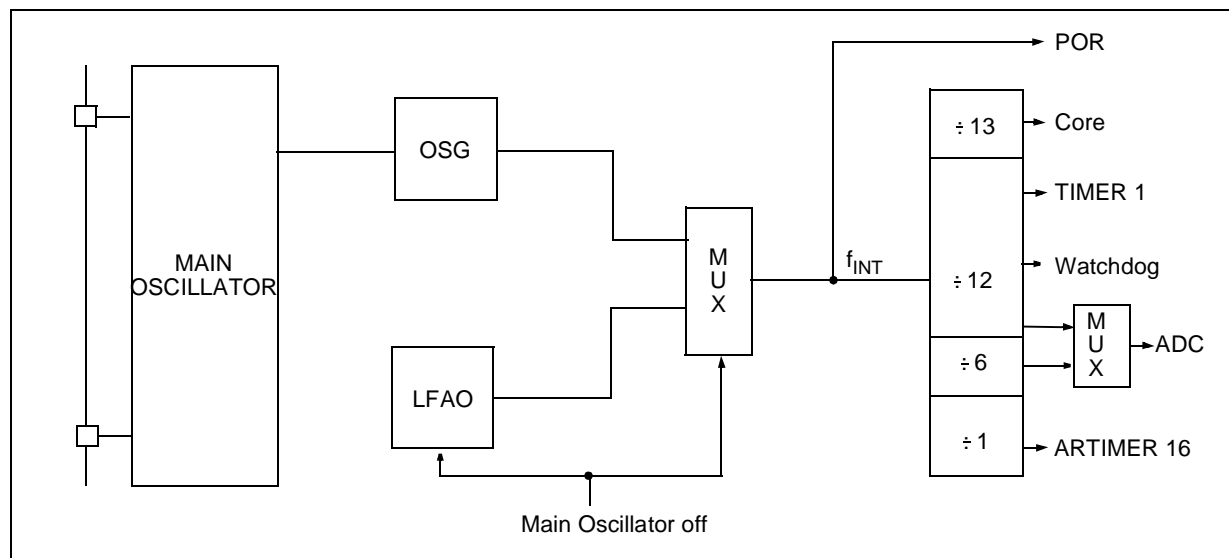 POR
÷ 13
Core
OSG
TIMER 1
MAIN
OSCILLATOR
M
U
X
fINT
÷ 12
Watchdog
M
U
X
ADC
÷ 6
LFAO
÷ 1
ARTIMER 16
Main Oscillator off